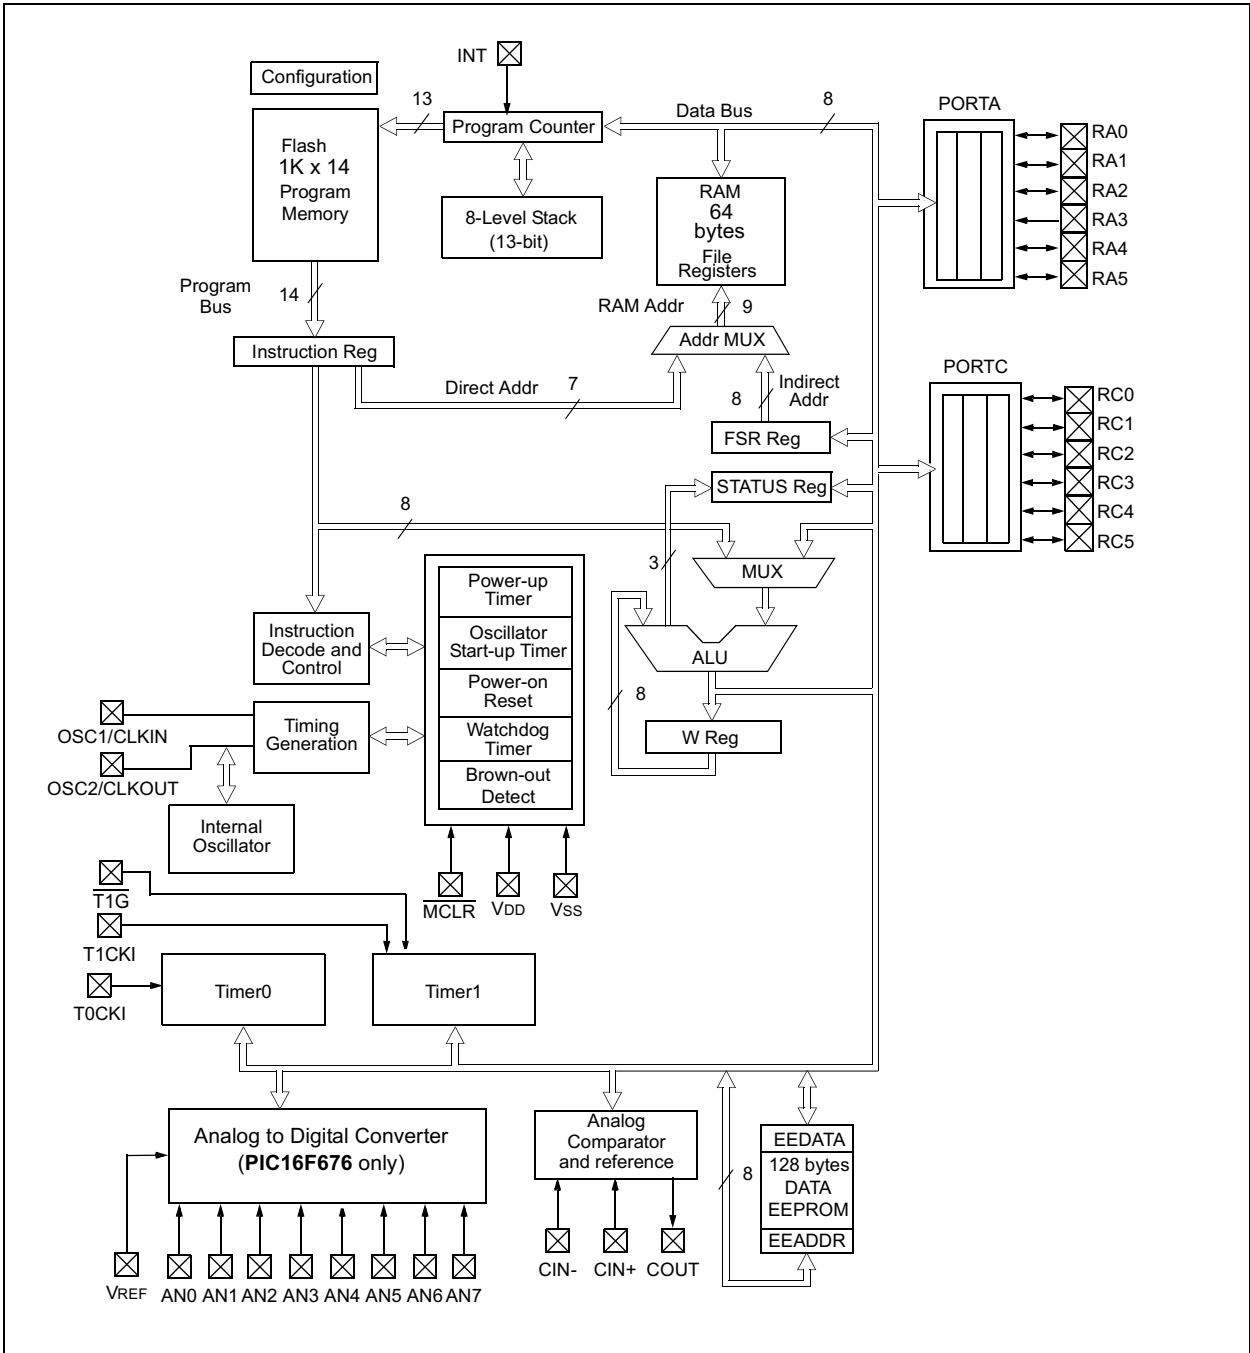 INT
Configuration
13
Program Counter
Data Bus
8
PORTA
Flash
1K x 14
Program
Memory
8-Level Stack
(13-bit)
RAM
64
bytes
File
Registers
RA0
RA1
RA2
RA3
RA4
RA5
Program
Bus
14
RAM Addr
9
Instruction Reg
Addr MUX
Direct Addr
7
8
Indirect
Addr
FSR Reg
STATUS Reg
PORTC
RC0
RC1
RC2
RC3
RC4
RC5
8
3
MUX
Power-up
Timer
Oscillator
Start-up Timer
Power-on
Reset
Watchdog
Timer
Brown-out
Detect
Instruction
Decode and
Control
ALU
8
W Reg
OSC1/CLKIN
OSC2/CLKOUT
Timing
Generation
Internal
Oscillator
T1G
T1CKI
T0CKI
MCLR
VDD
VSS
Timer0
Timer1
Analog to Digital Converter
(PIC16F676 only)
Analog
Comparator
and reference
8
EEDATA
128 bytes
DATA
EEPROM
EEADDR
VREF
AN0 AN1 AN2 AN3 AN4 AN5 AN6 AN7
CIN- CIN+ COUT